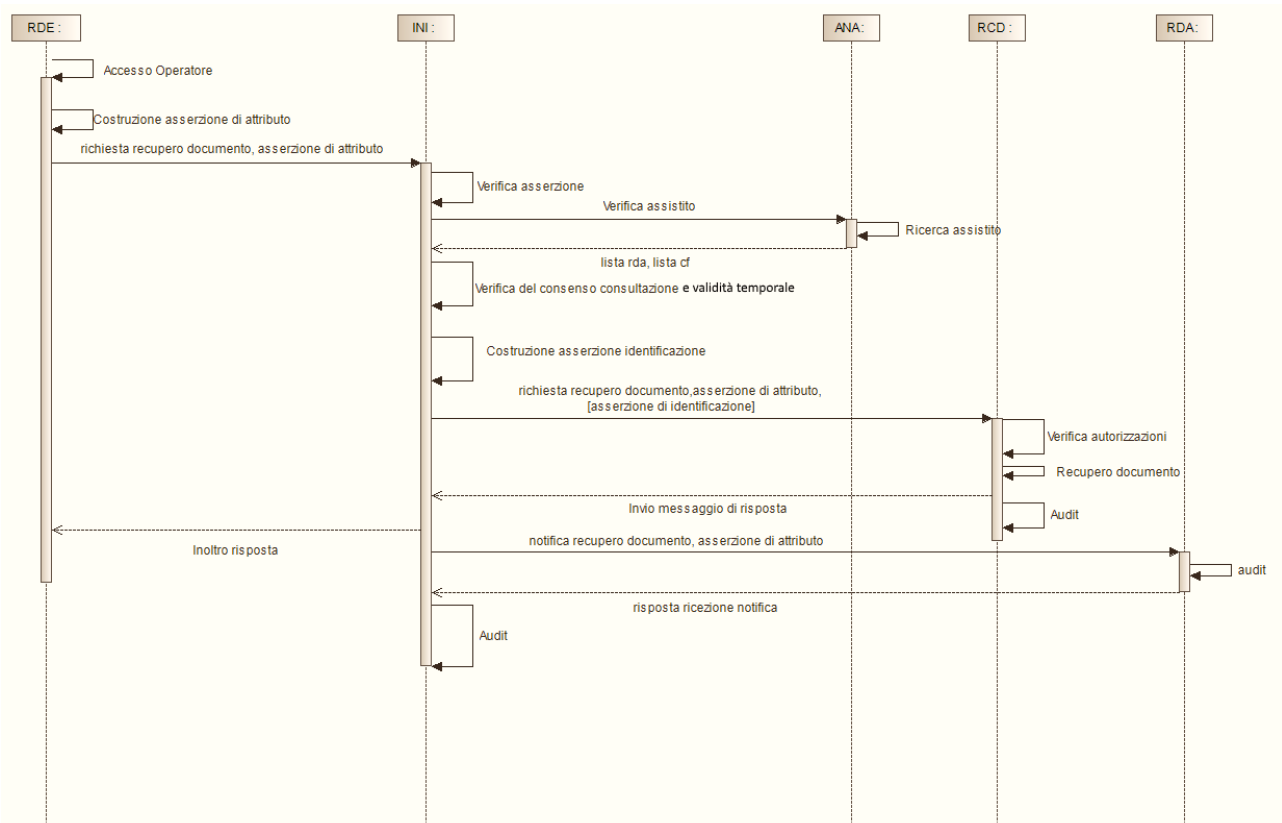 RDE :
INI :
ANA:
RCD :
RDA:
Accesso Operatore
Costruzione asserzione di attributo
richiesta recupero documento, asserzione di attributo
Verifica asserzione
Verifica assistito
Ricerca assistito
lista rda, lista cf
Verifica del consenso consultazione e validità temporale
Costruzione asserzione identificazione
richiesta recupero documento,asserzione di attributo,
[asserzione di identificazione]
Verifica autorizzazioni
Recupero documento
Invio messaggio di risposta
Audit
Inoltro risposta
notifica recupero documento, asserzione di attributo
audit
risposta ricezione notifica
Audit